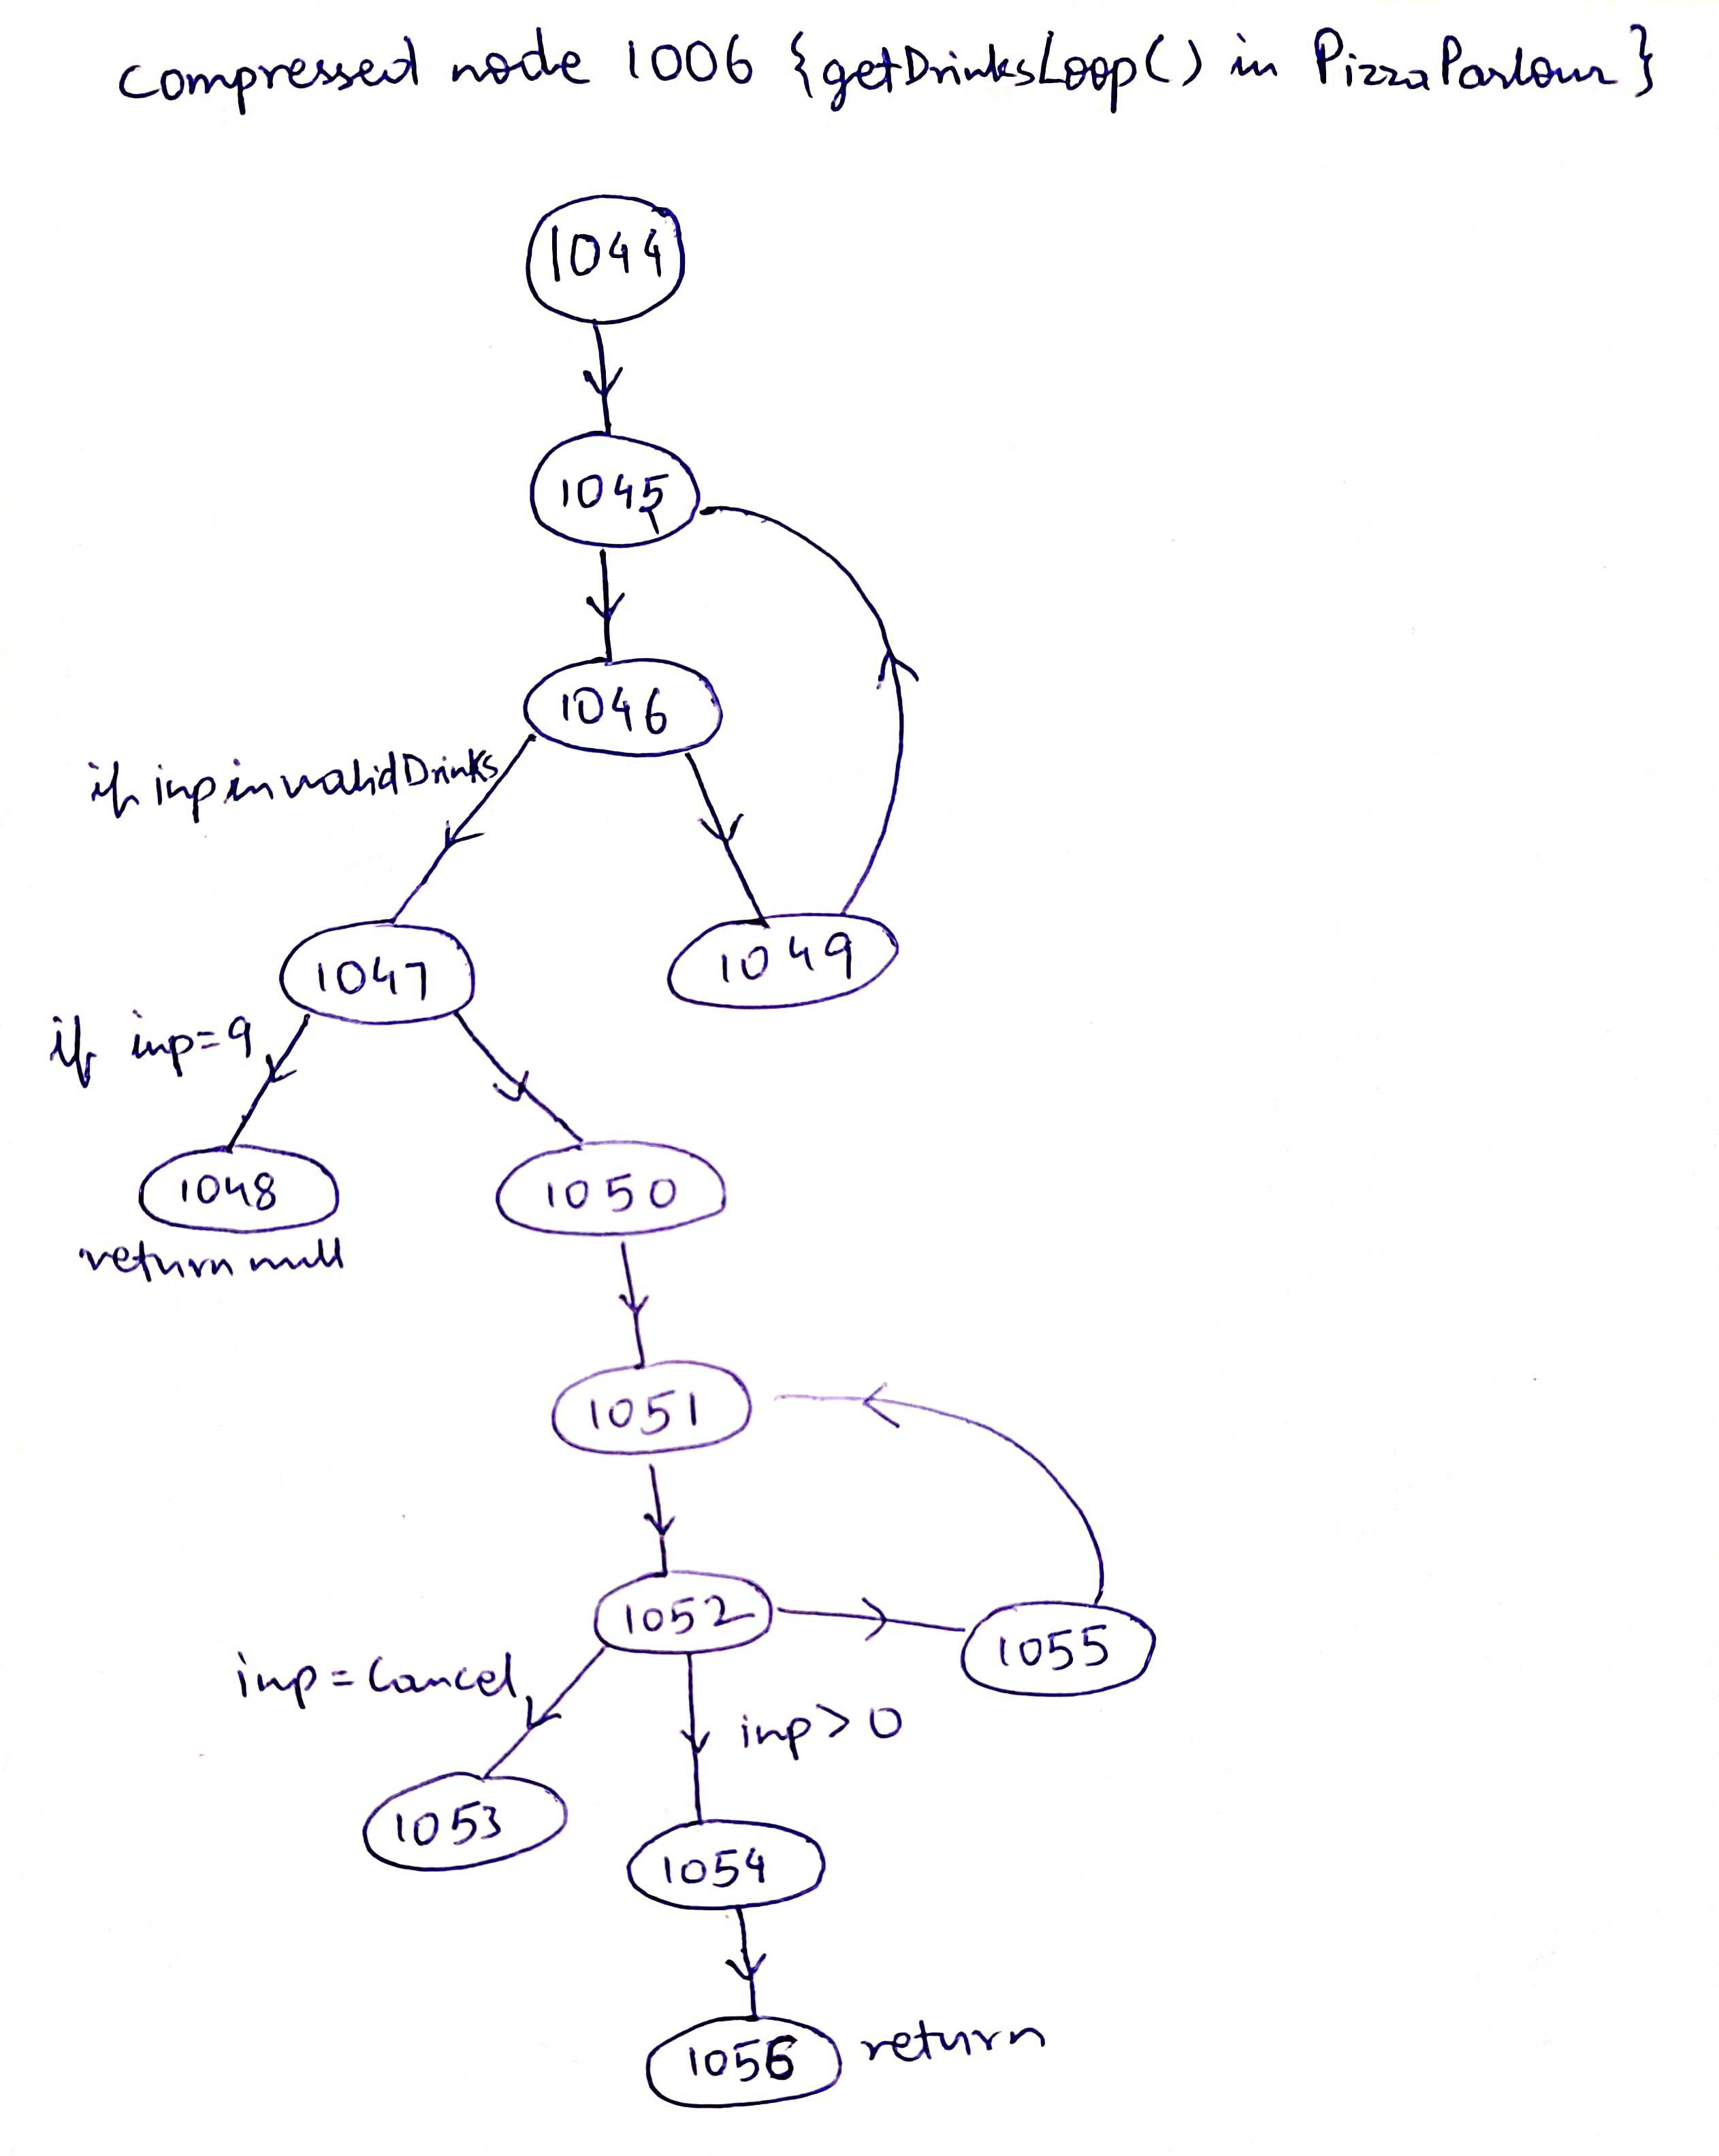 compressed node 1006 {getDrinksLoop() in PizzaParlour}
1044
1045
1046
if inp in validDrinks
1047
1049
if inp=9
1048
1050
return null
1051
1052
1055
inp=Cancel
inp>0
1053
1054
1056 return